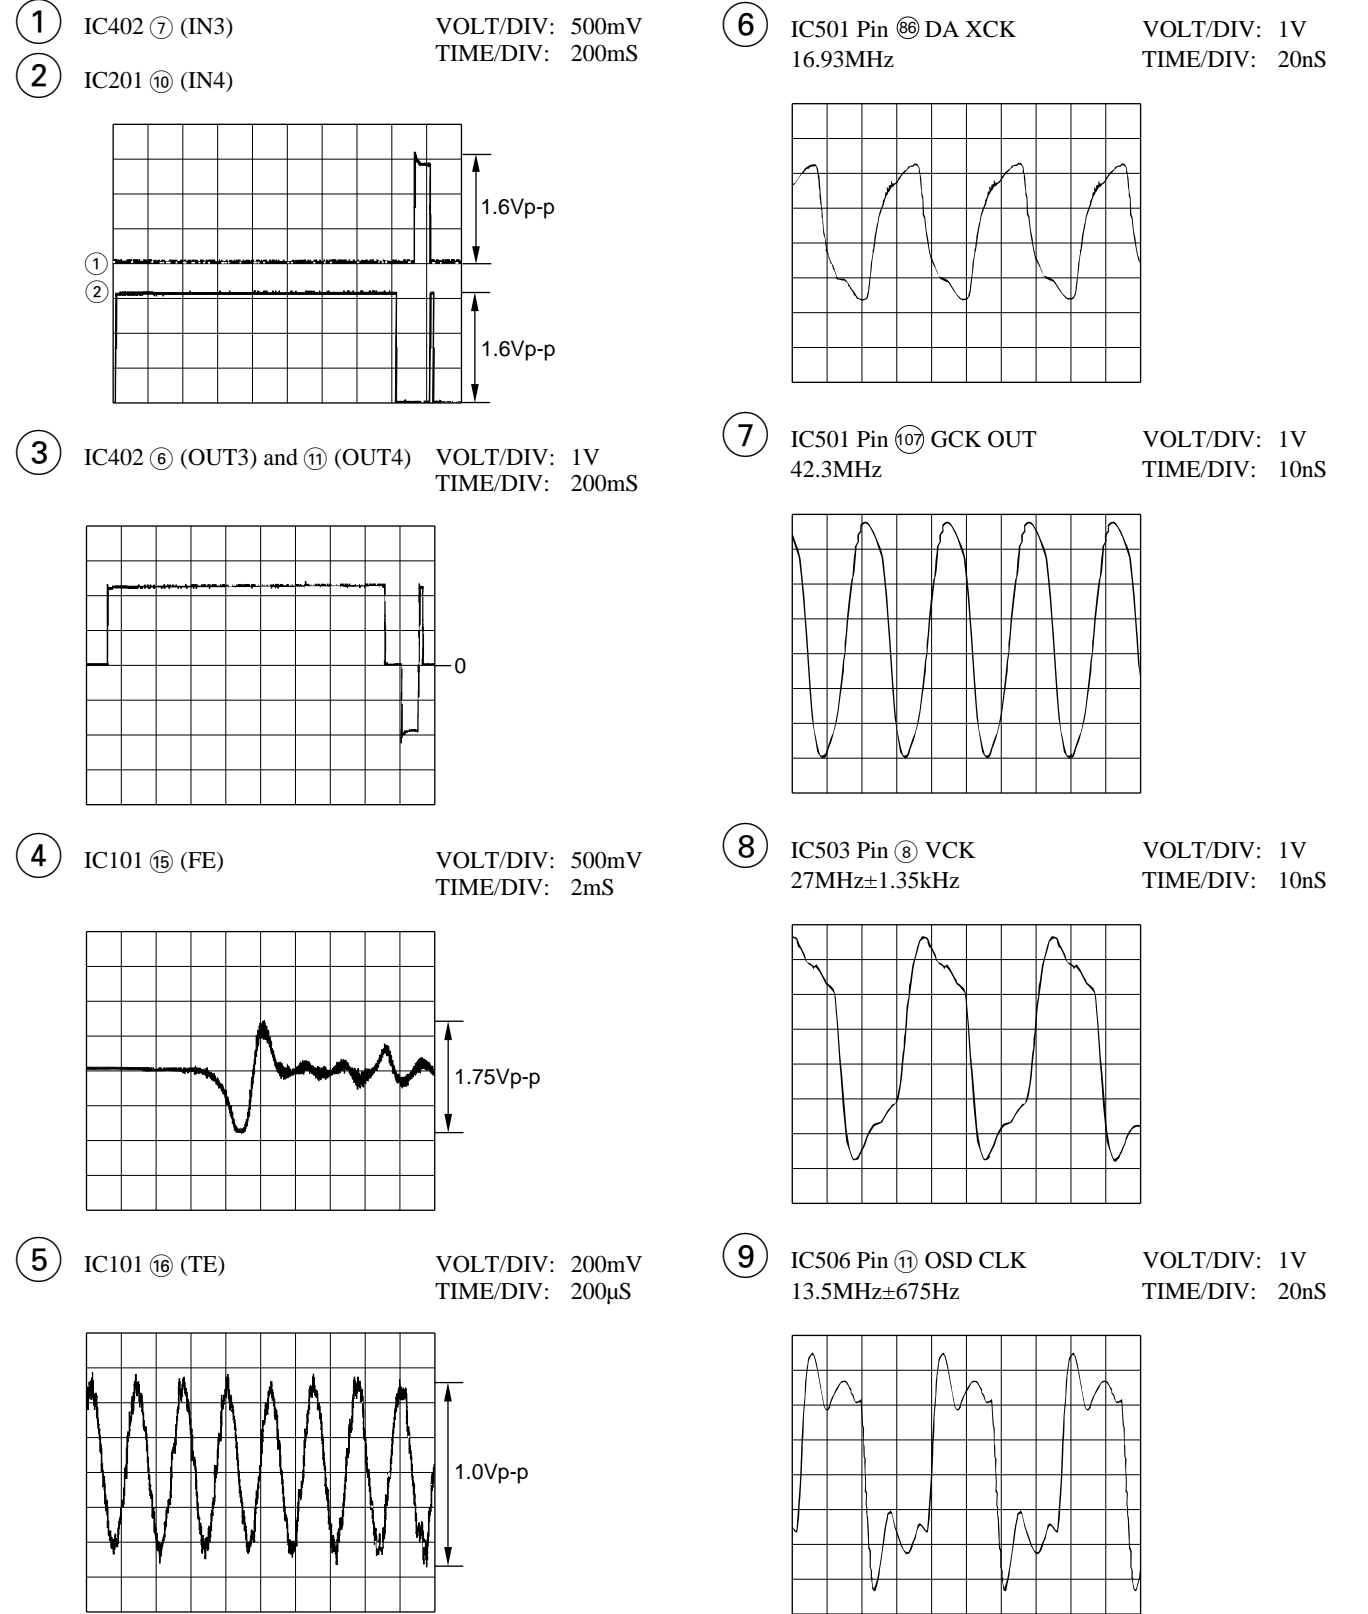 ① IC402 ⑦ (IN3) VOLT/DIV: 500mV
TIME/DIV: 200mS
② IC201 ⑩ (IN4)
1.6Vp-p
①
②
1.6Vp-p
③ IC402 ⑥ (OUT3) and ⑪ (OUT4) VOLT/DIV: 1V
TIME/DIV: 200mS
0
④ IC101 ⑮ (FE) VOLT/DIV: 500mV
TIME/DIV: 2mS
1.75Vp-p
⑤ IC101 ⑯ (TE) VOLT/DIV: 200mV
TIME/DIV: 200µS
1.0Vp-p
⑥ IC501 Pin 86 DA XCK VOLT/DIV: 1V
16.93MHz TIME/DIV: 20nS
⑦ IC501 Pin 107 GCK OUT VOLT/DIV: 1V
42.3MHz TIME/DIV: 10nS
⑧ IC503 Pin ⑧ VCK VOLT/DIV: 1V
27MHz±1.35kHz TIME/DIV: 10nS
⑨ IC506 Pin ⑪ OSD CLK VOLT/DIV: 1V
13.5MHz±675Hz TIME/DIV: 20nS